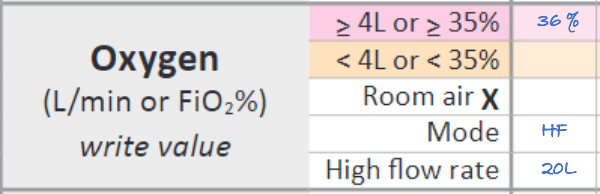 ≥ 4L or ≥ 35% 36%
Oxygen
< 4L or < 35%
(L/min or FiO₂%)
Room air X
write value
Mode HF
High flow rate 20L